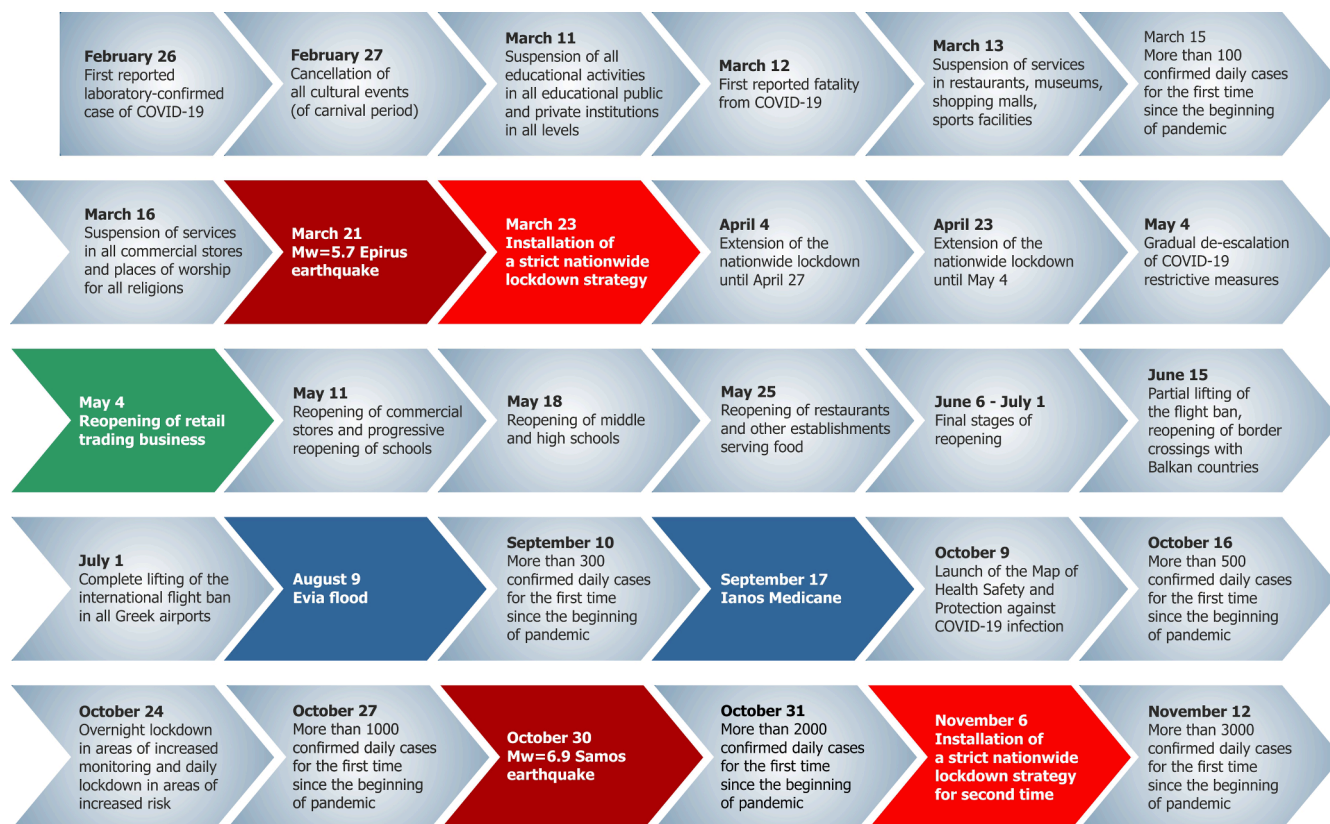 February 26
First reported
laboratory-confirmed
case of COVID-19
February 27
Cancellation of
all cultural events
(of carnival period)
March 11
Suspension of all
educational activities
in all educational public
and private institutions
in all levels
March 12
First reported fatality
from COVID-19
March 13
Suspension of services
in restaurants, museums,
shopping malls,
sports facilities
March 15
More than 100
confirmed daily cases
for the first time
since the beginning
of pandemic
March 16
Suspension of services
in all commercial stores
and places of worship
for all religions
March 21
Mw=5.7 Epirus
earthquake
March 23
Installation of
a strict nationwide
lockdown strategy
April 4
Extension of the
nationwide lockdown
until April 27
April 23
Extension of the
nationwide lockdown
until May 4
May 4
Gradual de-escalation
of COVID-19
restrictive measures
May 4
Reopening of retail
trading business
May 11
Reopening of commercial
stores and progressive
reopening of schools
May 18
Reopening of middle
and high schools
May 25
Reopening of restaurants
and other establishments
serving food
June 6 - July 1
Final stages of
reopening
June 15
Partial lifting of
the flight ban,
reopening of border
crossings with
Balkan countries
July 1
Complete lifting of the
international flight ban
in all Greek airports
August 9
Evia flood
September 10
More than 300
confirmed daily cases
for the first time
since the beginning
of pandemic
September 17
Ianos Medicane
October 9
Launch of the Map of
Health Safety and
Protection against
COVID-19 infection
October 16
More than 500
confirmed daily cases
for the first time
since the beginning
of pandemic
October 24
Overnight lockdown
in areas of increased
monitoring and daily
lockdown in areas of
increased risk
October 27
More than 1000
confirmed daily cases
for the first time
since the beginning
of pandemic
October 30
Mw=6.9 Samos
earthquake
October 31
More than 2000
confirmed daily cases
for the first time
since the beginning
of pandemic
November 6
Installation of
a strict nationwide
lockdown strategy
for second time
November 12
More than 3000
confirmed daily cases
for the first time
since the beginning
of pandemic